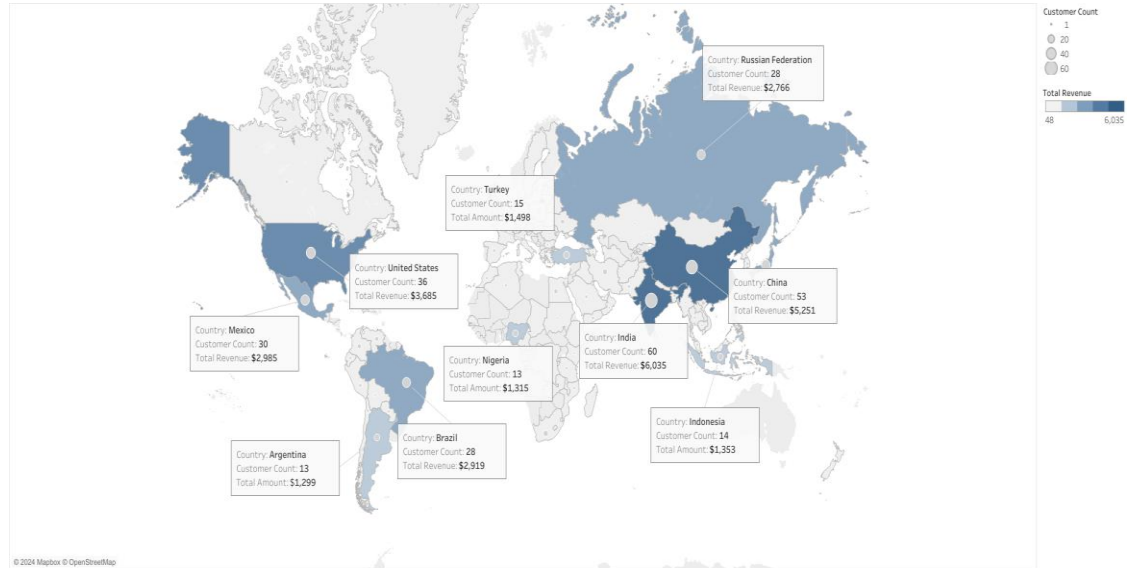 Customer Count
1
20
40
60
Total Revenue
48 6,035
Country: Russian Federation
Customer Count: 28
Total Revenue: $2,766
Country: Turkey
Customer Count: 15
Total Amount: $1,498
Country: United States
Customer Count: 36
Total Revenue: $3,685
Country: China
Customer Count: 53
Total Revenue: $5,251
Country: Mexico
Customer Count: 30
Total Revenue: $2,985
Country: India
Customer Count: 60
Total Revenue: $6,035
Country: Nigeria
Customer Count: 13
Total Amount: $1,315
Country: Indonesia
Customer Count: 14
Total Amount: $1,353
Country: Brazil
Customer Count: 28
Total Revenue: $2,919
Country: Argentina
Customer Count: 13
Total Amount: $1,299
© 2024 Mapbox © OpenStreetMap